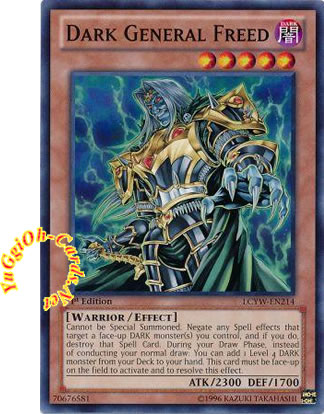 DARK GENERAL FREED
DARK
闇
YuGgiOh-Cards.Net
1st Edition
LCYW-EN214
[WARRIOR / EFFECT]
Cannot be Special Summoned. Negate any Spell effects that
target a face-up DARK monster(s) you control, and if you do,
destroy that Spell Card. During your Draw Phase, instead
of conducting your normal draw: You can add 1 Level 4 DARK
monster from your Deck to your hand. This card must be face-up
on the field to activate and to resolve this effect.
ATK/2300 DEF/1700
70676581
©1996 KAZUKI TAKAHASHI